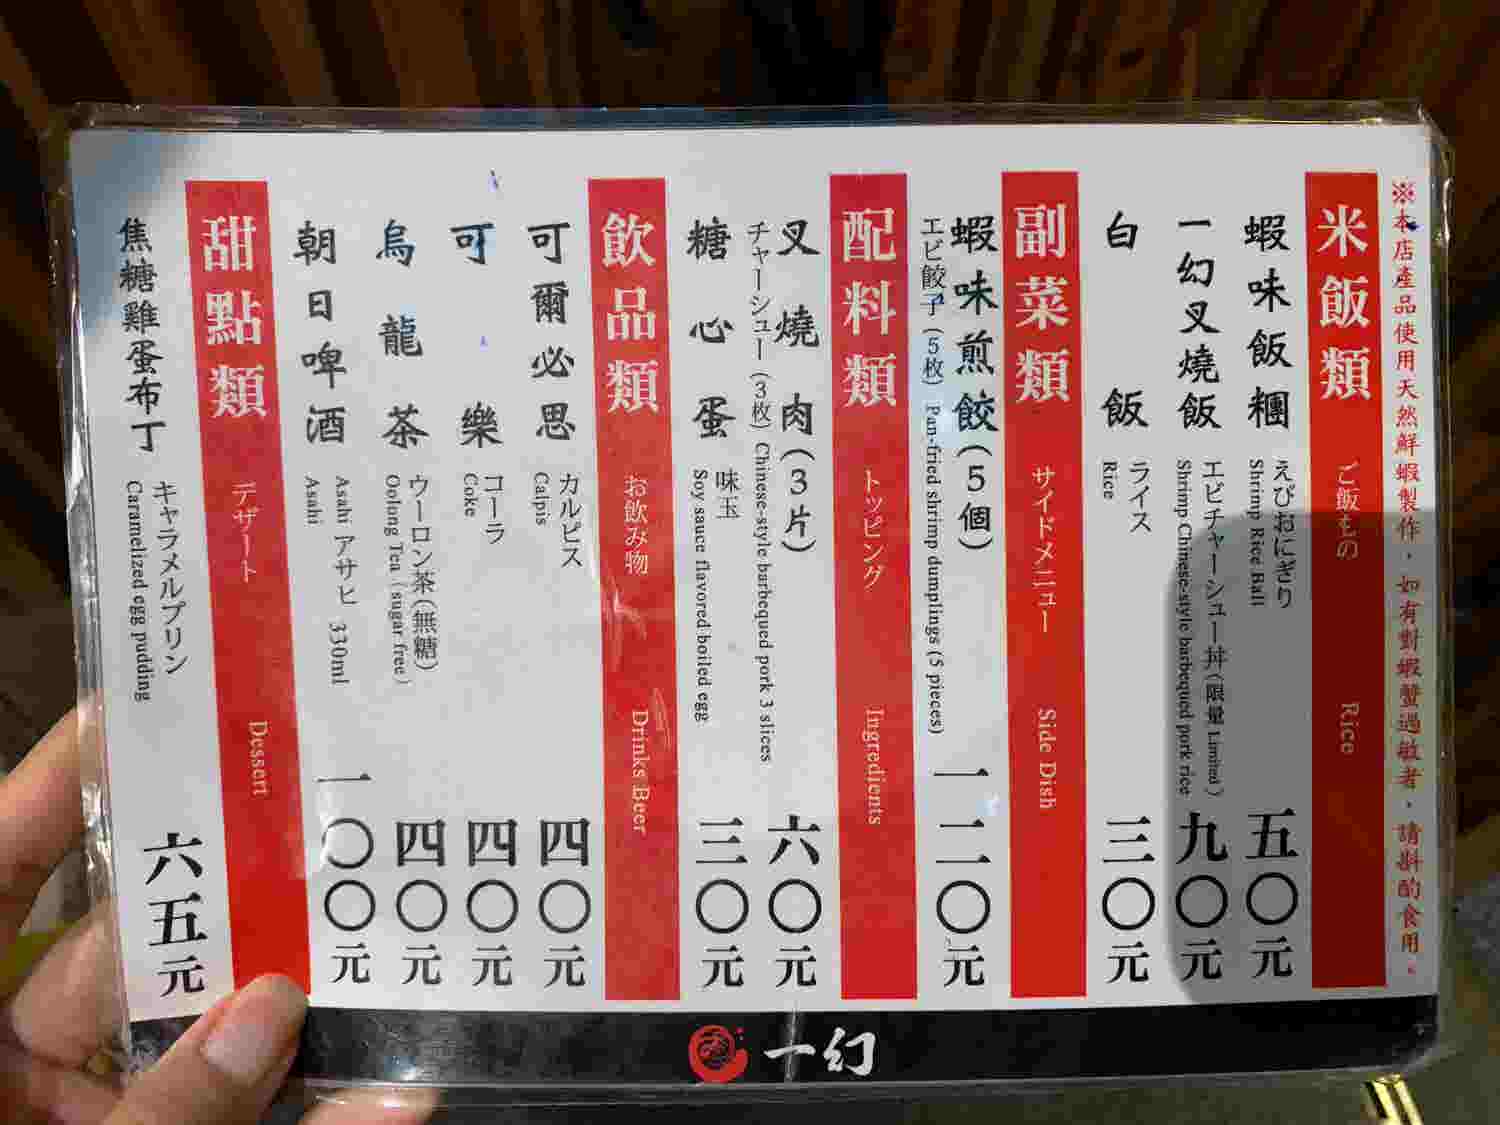 ※本店產品使用天然鮮蝦製作，如有對蝦蟹過敏者，請斟酌食用。
米飯類 ご飯もの Rice
蝦味飯糰 えびおにぎり 五〇元
Shrimp Rice Ball
一幻叉燒飯 エビチャーシュー丼(限量 Limited) 九〇元
Shrimp Chinese-style barbequed pork rice
白飯 ライス 三〇元
Rice
副菜類 サイドメニュー Side Dish
蝦味煎餃(5個) 一二〇元
エビ餃子(5枚) Pan-fried shrimp dumplings (5 pieces)
配料類 トッピング Ingredients
叉燒肉(3片) 六〇元
チャーシュー(3枚) Chinese-style barbequed pork 3 slices
糖心蛋 味玉 三〇元
Soy sauce flavored boiled egg
飲品類 お飲み物 Drinks Beer
可爾必思 カルピス 四〇元
Calpis
可樂 コーラ 四〇元
Coke
烏龍茶 ウーロン茶(無糖) 四〇元
Oolong Tea (sugar free)
朝日啤酒 Asahi アサヒ 330ml 一〇〇元
Asahi
甜點類 デザート Dessert
焦糖雞蛋布丁 キャラメルプリン 六五元
Caramelized egg pudding
一幻